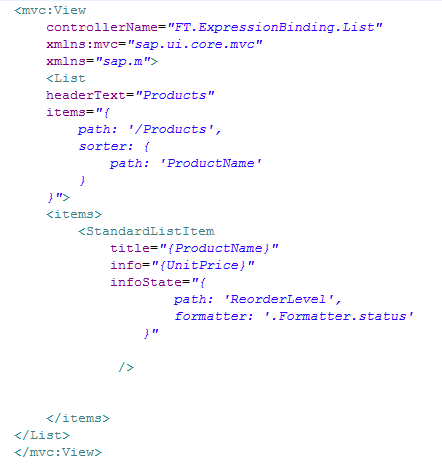 <mvc:View
controllerName="FT.ExpressionBinding.List"
xmlns:mvc="sap.ui.core.mvc"
xmlns="sap.m">
<List
headerText="Products"
items="{
path: '/Products',
sorter: {
path: 'ProductName'
}
}">
<items>
<StandardListItem
title="{ProductName}"
info="{UnitPrice}"
infoState="{
path: 'ReorderLevel',
formatter: '.Formatter.status'
}"
/>
</items>
</List>
</mvc:View>